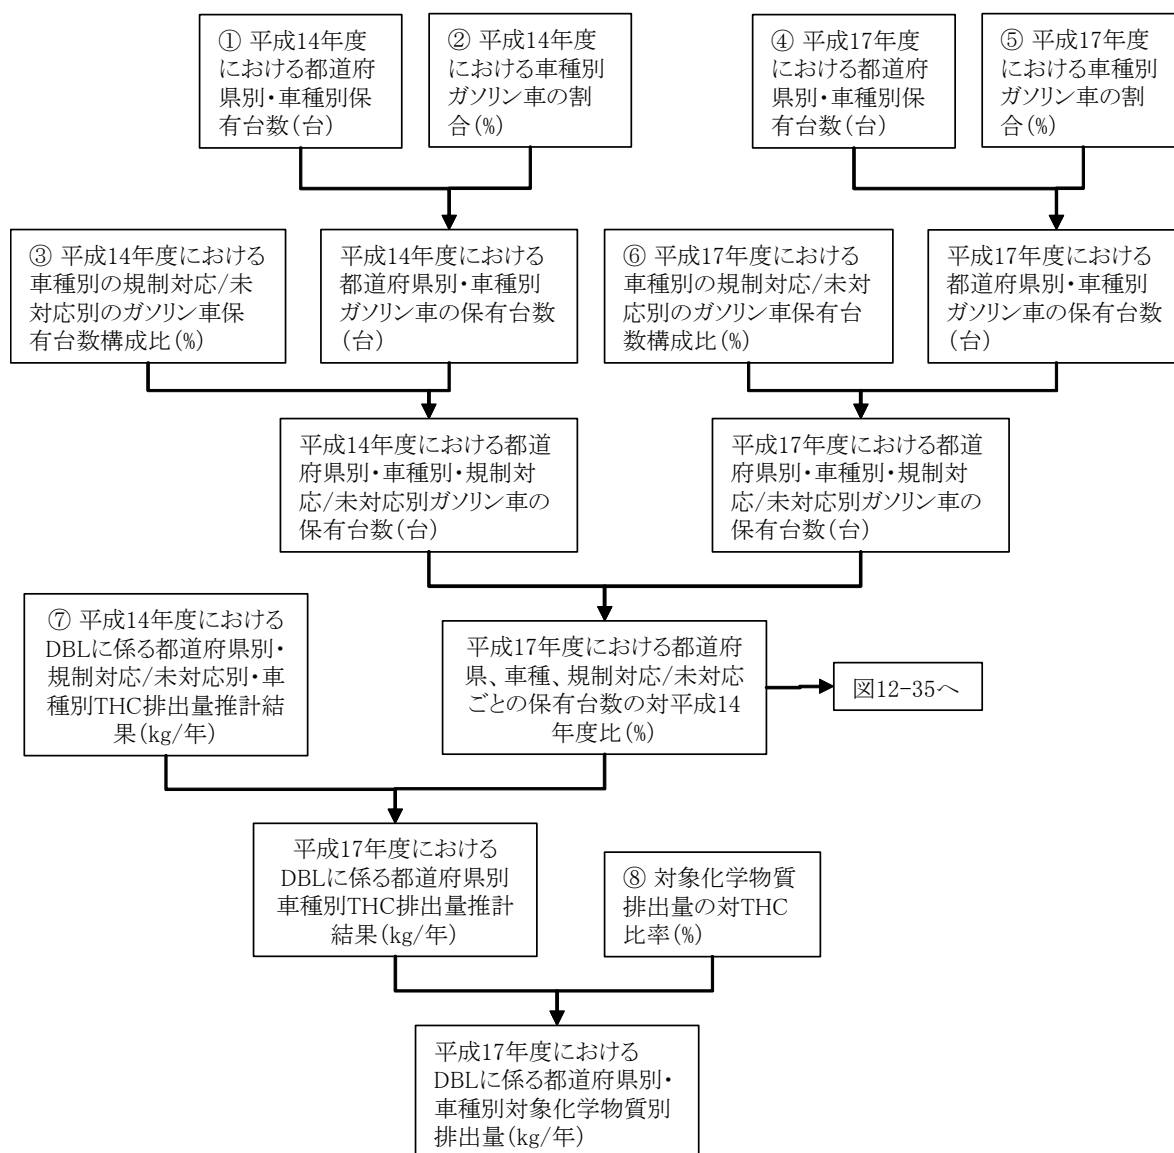 ① 平成14年度
における都道府
県別・車種別保
有台数(台)
② 平成14年度
における車種別
ガソリン車の割
合(%)
④ 平成17年度
における都道府
県別・車種別保
有台数(台)
⑤ 平成17年度
における車種別
ガソリン車の割
合(%)
③ 平成14年度における
車種別の規制対応/未
対応別のガソリン車保
有台数構成比(%)
平成14年度における
都道府県別・車種別
ガソリン車の保有台数
(台)
⑥ 平成17年度における
車種別の規制対応/未対
応別のガソリン車保有台
数構成比(%)
平成17年度における
都道府県別・車種別
ガソリン車の保有台数
(台)
平成14年度における都道
府県別・車種別・規制対
応/未対応別ガソリン車の
保有台数(台)
平成17年度における都道
府県別・車種別・規制対
応/未対応別ガソリン車の
保有台数(台)
⑦ 平成14年度における
DBLに係る都道府県別・
規制対応/未対応別・車
種別THC排出量推計結
果(kg/年)
平成17年度における都道府
県、車種、規制対応/未対応
ごとの保有台数の対平成14
年度比(%)
図12-35へ
平成17年度における
DBLに係る都道府県別
車種別THC排出量推計
結果(kg/年)
⑧ 対象化学物質
排出量の対THC
比率(%)
平成17年度における
DBLに係る都道府県別・
車種別対象化学物質別
排出量(kg/年)